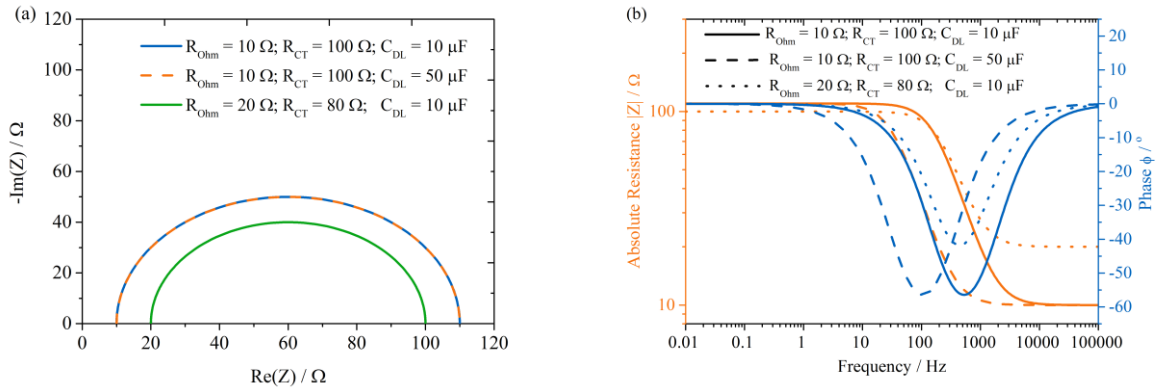 (a)
R_Ohm = 10 Ω; R_CT = 100 Ω; C_DL = 10 µF
R_Ohm = 10 Ω; R_CT = 100 Ω; C_DL = 50 µF
R_Ohm = 20 Ω; R_CT = 80 Ω; C_DL = 10 µF
-Im(Z) / Ω
120
100
80
60
40
20
0
0 20 40 60 80 100 120
Re(Z) / Ω
(b)
R_Ohm = 10 Ω; R_CT = 100 Ω; C_DL = 10 µF
R_Ohm = 10 Ω; R_CT = 100 Ω; C_DL = 50 µF
R_Ohm = 20 Ω; R_CT = 80 Ω; C_DL = 10 µF
Absolute Resistance |Z| / Ω
100
10
20
10
0
-10
-20
-30
-40
-50
-60
Phase ϕ / °
0.01 0.1 1 10 100 1000 10000 100000
Frequency / Hz